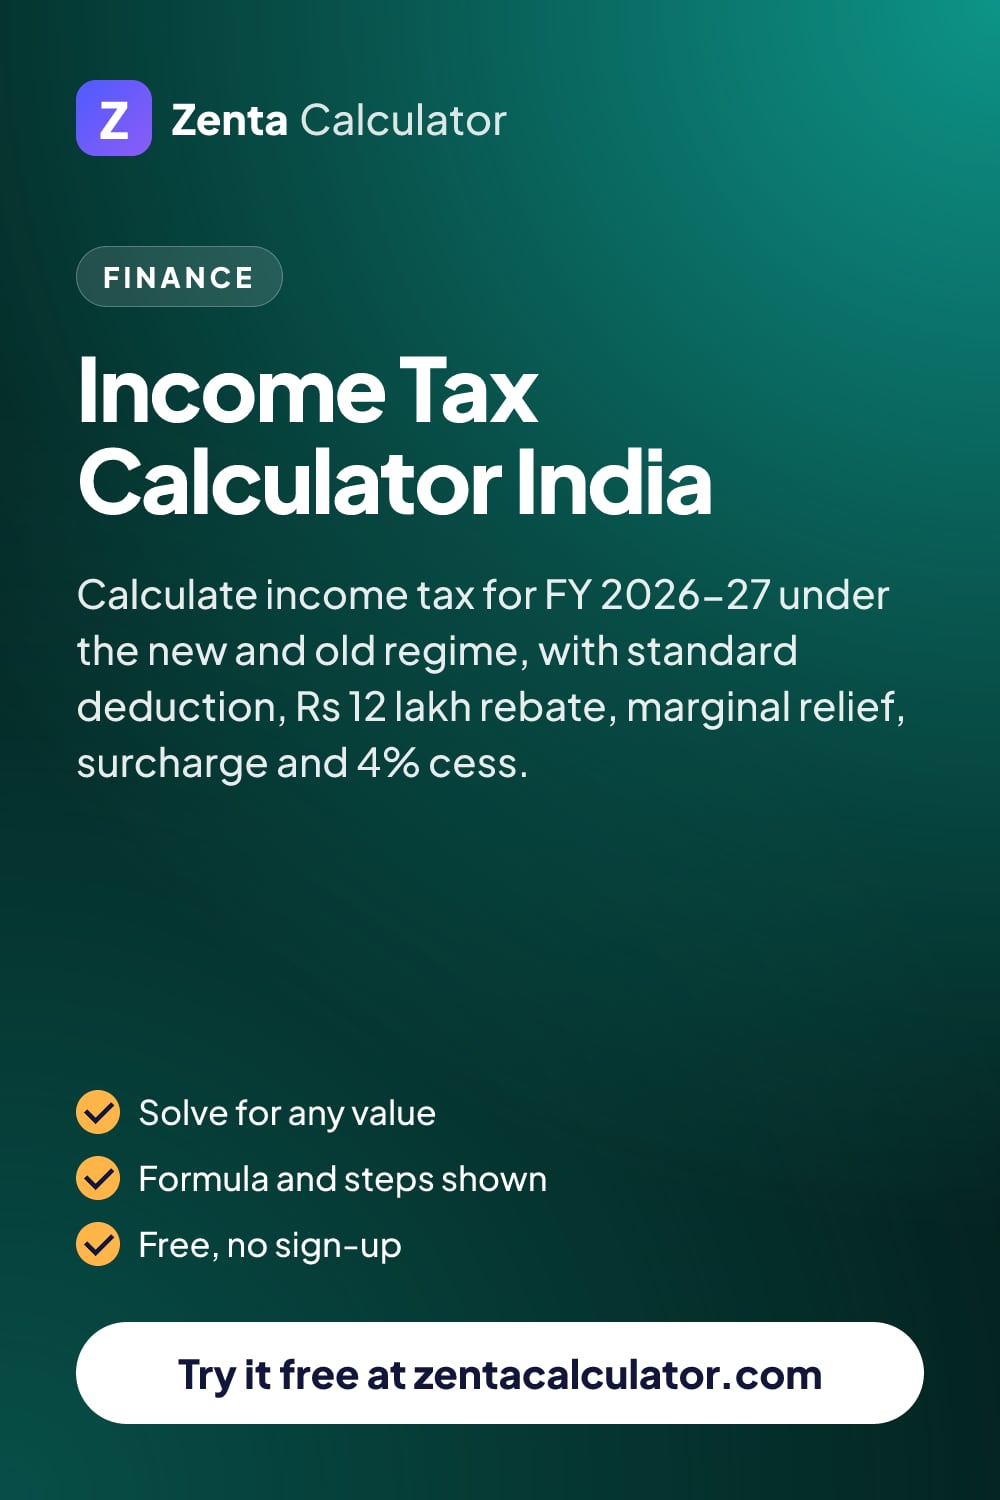 Z Zenta Calculator
FINANCE
Income Tax
Calculator India
Calculate income tax for FY 2026–27 under
the new and old regime, with standard
deduction, Rs 12 lakh rebate, marginal relief,
surcharge and 4% cess.
Solve for any value
Formula and steps shown
Free, no sign-up
Try it free at zentacalculator.com